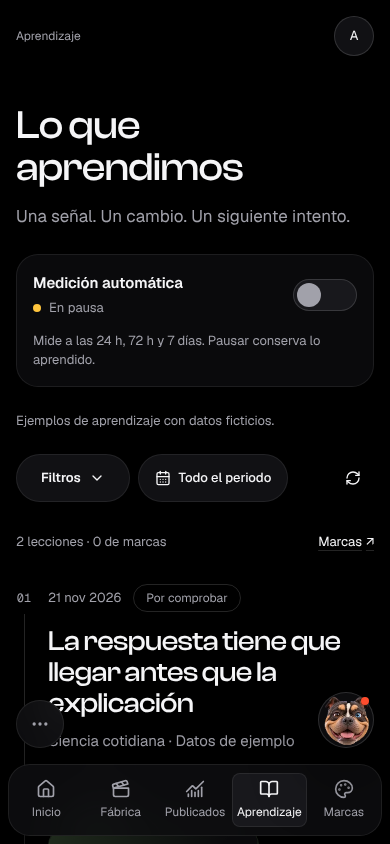 Aprendizaje
A
Lo que
aprendimos
Una señal. Un cambio. Un siguiente intento.
Medición automática
En pausa
Mide a las 24 h, 72 h y 7 días. Pausar conserva lo
aprendido.
Ejemplos de aprendizaje con datos ficticios.
Filtros
Todo el periodo
2 lecciones · 0 de marcas
Marcas
01
21 nov 2026
Por comprobar
La respuesta tiene que
llegar antes que la
explicación
Ciencia cotidiana · Datos de ejemplo
Inicio
Fábrica
Publicados
Aprendizaje
Marcas